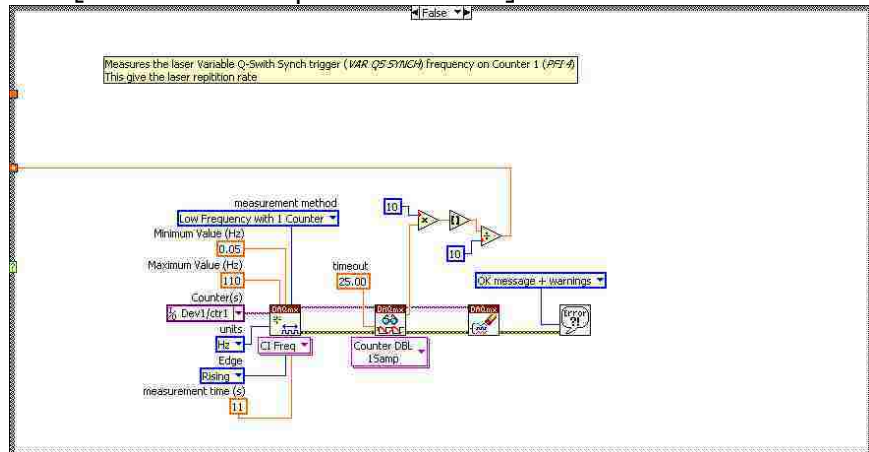 False
Measures the laser Variable Q-Swith Synch trigger (VAR QS SYNCH) frequency on Counter 1 (PFI 4)
This give the laser repitition rate
measurement method
Low Frequency with 1 Counter
10
Minimum Value (Hz)
0.05
10
Maximum Value (Hz)
110
timeout
25.00
OK message + warnings
Counter(s)
Dev1/ctr1
DAQmx
DAQmx
DAQmx
Error
?!
units
Hz
CI Freq
Counter DBL
1Samp
Edge
Rising
measurement time (s)
11